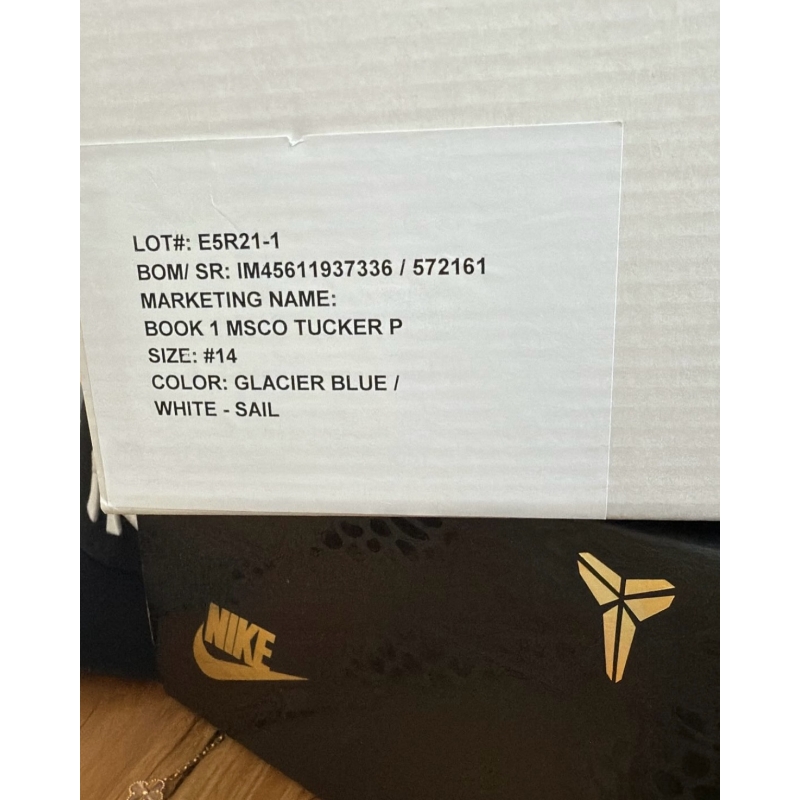 LOT#: E5R21-1
BOM/ SR: IM45611937336 / 572161
MARKETING NAME:
BOOK 1 MSCO TUCKER P
SIZE: #14
COLOR: GLACIER BLUE /
WHITE - SAIL
NIKE